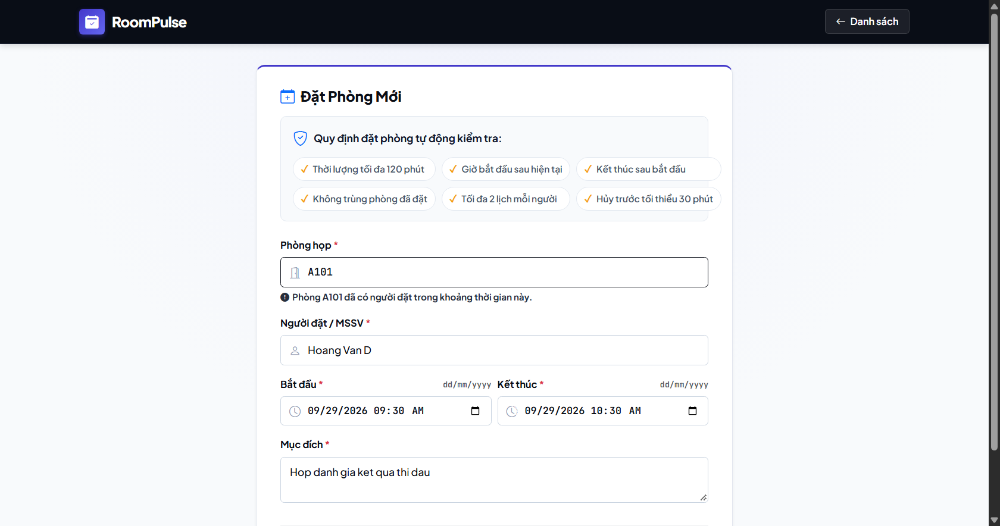 RoomPulse
← Danh sách
Đặt Phòng Mới
Quy định đặt phòng tự động kiểm tra:
✓ Thời lượng tối đa 120 phút ✓ Giờ bắt đầu sau hiện tại ✓ Kết thúc sau bắt đầu
✓ Không trùng phòng đã đặt ✓ Tối đa 2 lịch mỗi người ✓ Hủy trước tối thiểu 30 phút
Phòng họp *
A101
Phòng A101 đã có người đặt trong khoảng thời gian này.
Người đặt / MSSV *
Hoang Van D
Bắt đầu * dd/mm/yyyy Kết thúc * dd/mm/yyyy
09/29/2026 09:30 AM 09/29/2026 10:30 AM
Mục đích *
Hop danh gia ket qua thi dau